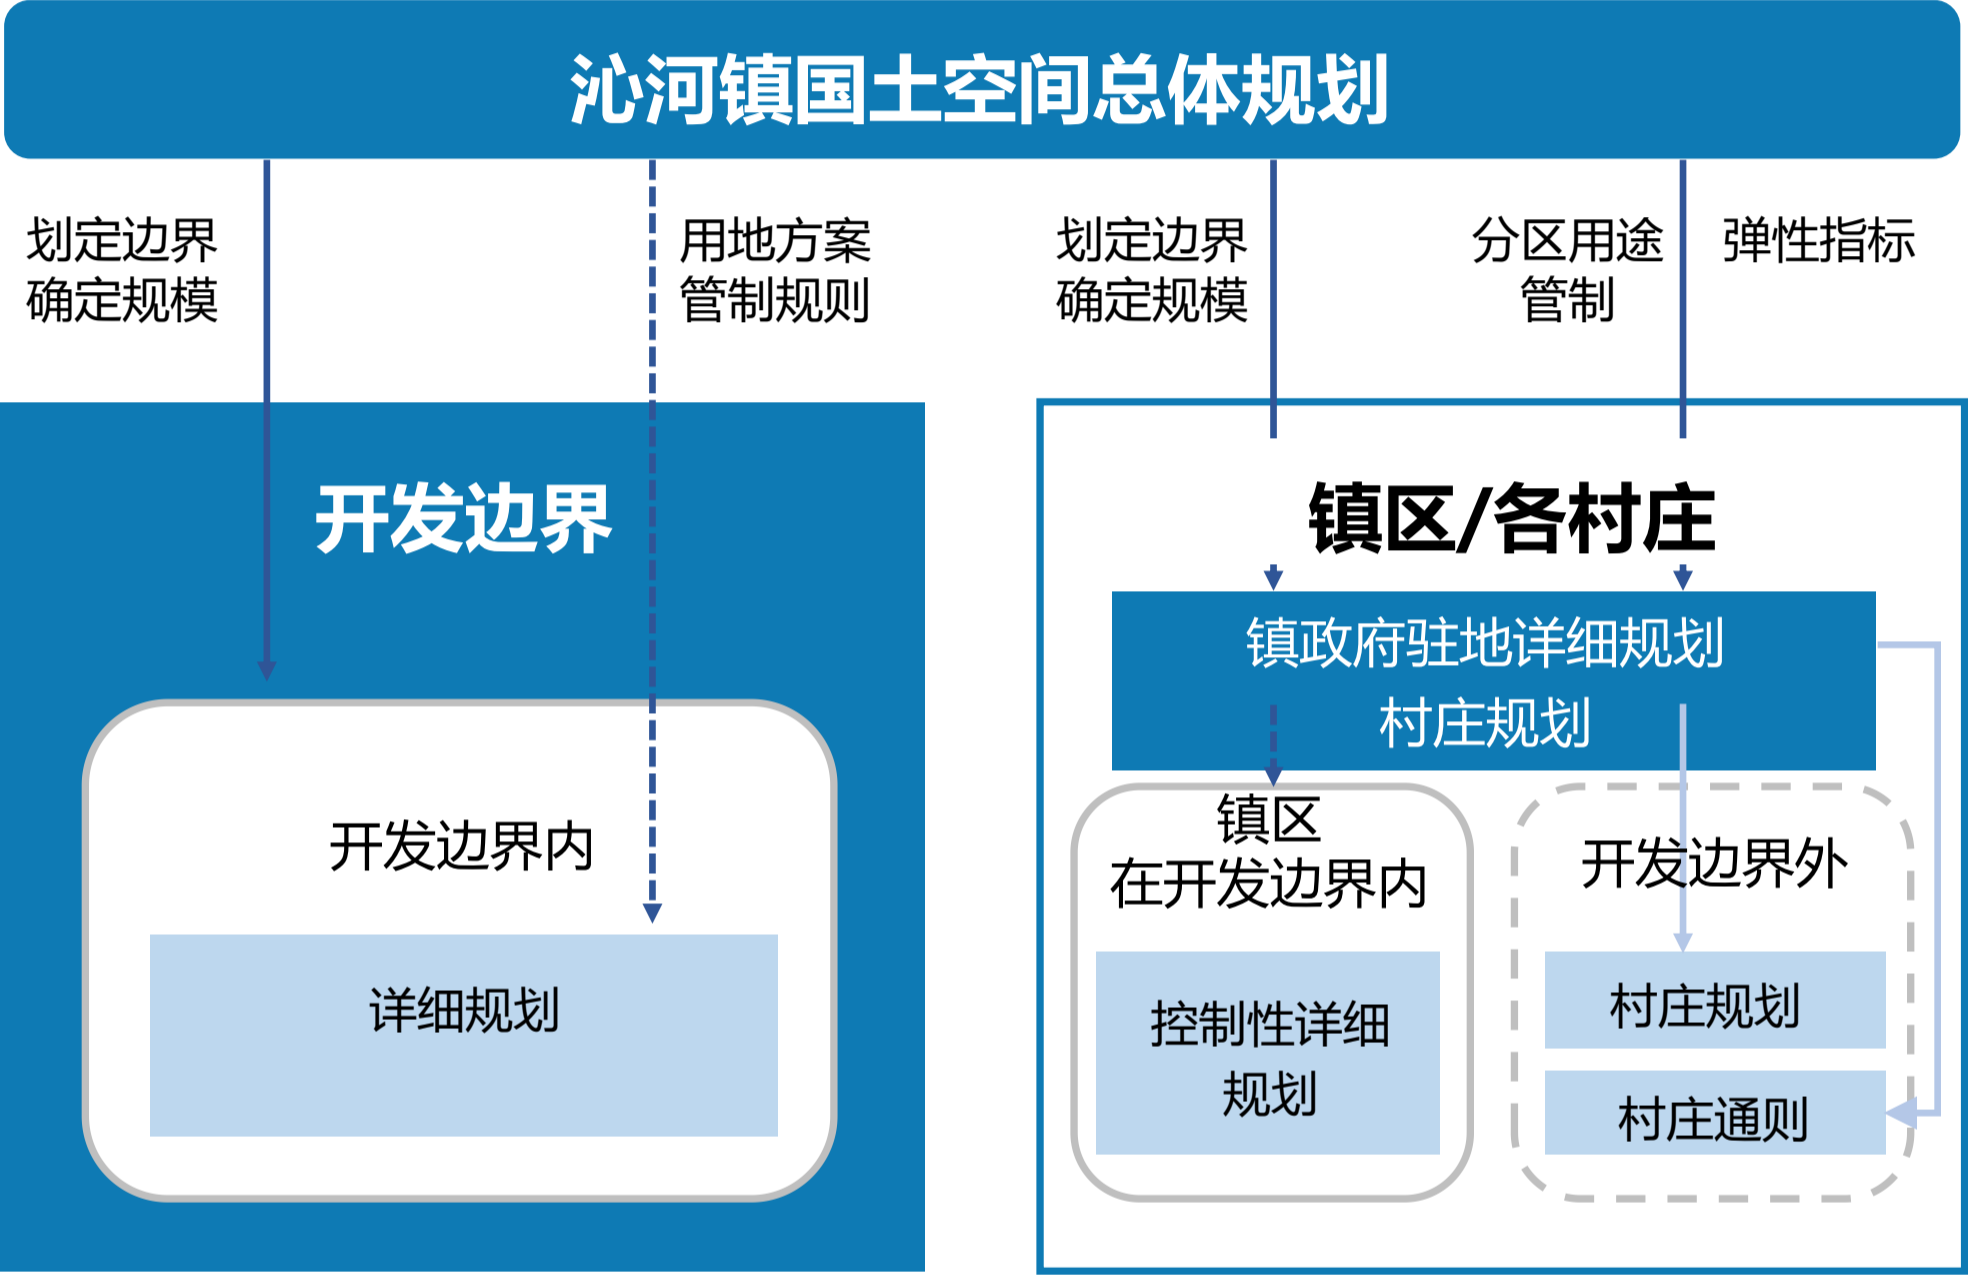 沁河镇国土空间总体规划
划定边界
确定规模
用地方案
管制规则
划定边界
确定规模
分区用途
管制
弹性指标
开发边界
开发边界内
详细规划
镇区/各村庄
镇政府驻地详细规划
村庄规划
镇区
在开发边界内
控制性详细
规划
开发边界外
村庄规划
村庄通则